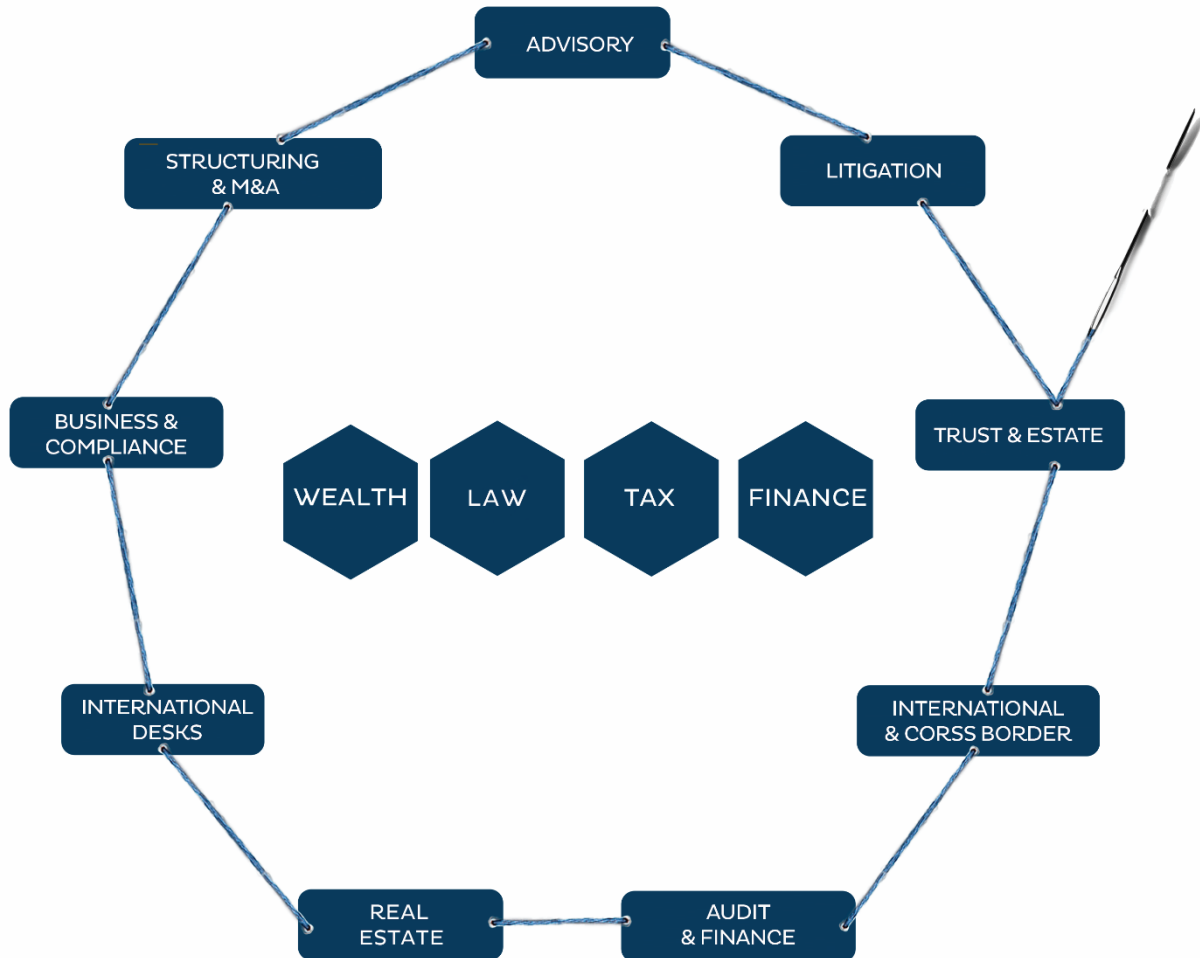 ADVISORY
STRUCTURING
& M&A
LITIGATION
BUSINESS &
COMPLIANCE
TRUST & ESTATE
WEALTH
LAW
TAX
FINANCE
INTERNATIONAL
DESKS
INTERNATIONAL
& CORSS BORDER
REAL
ESTATE
AUDIT
& FINANCE